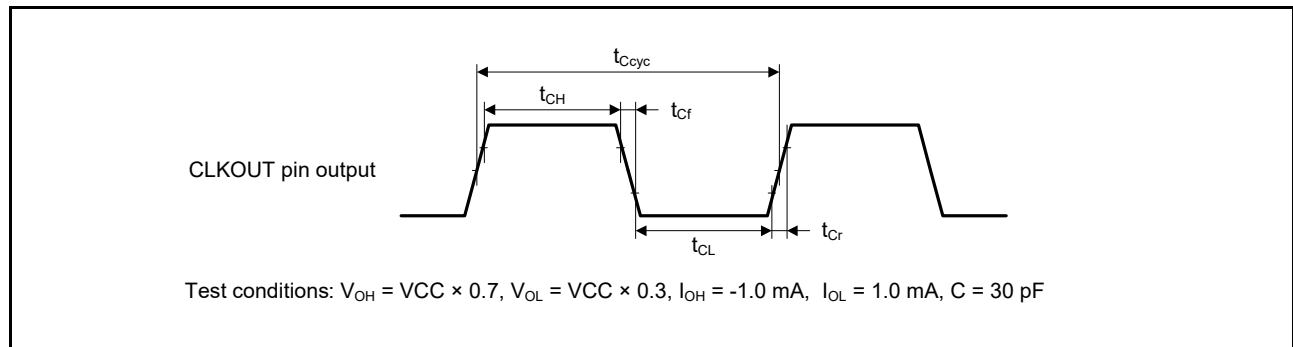 tCcyc
tCH
tCf
CLKOUT pin output
tCL
tCr
Test conditions: VOH = VCC × 0.7, VOL = VCC × 0.3, IOH = -1.0 mA, IOL = 1.0 mA, C = 30 pF